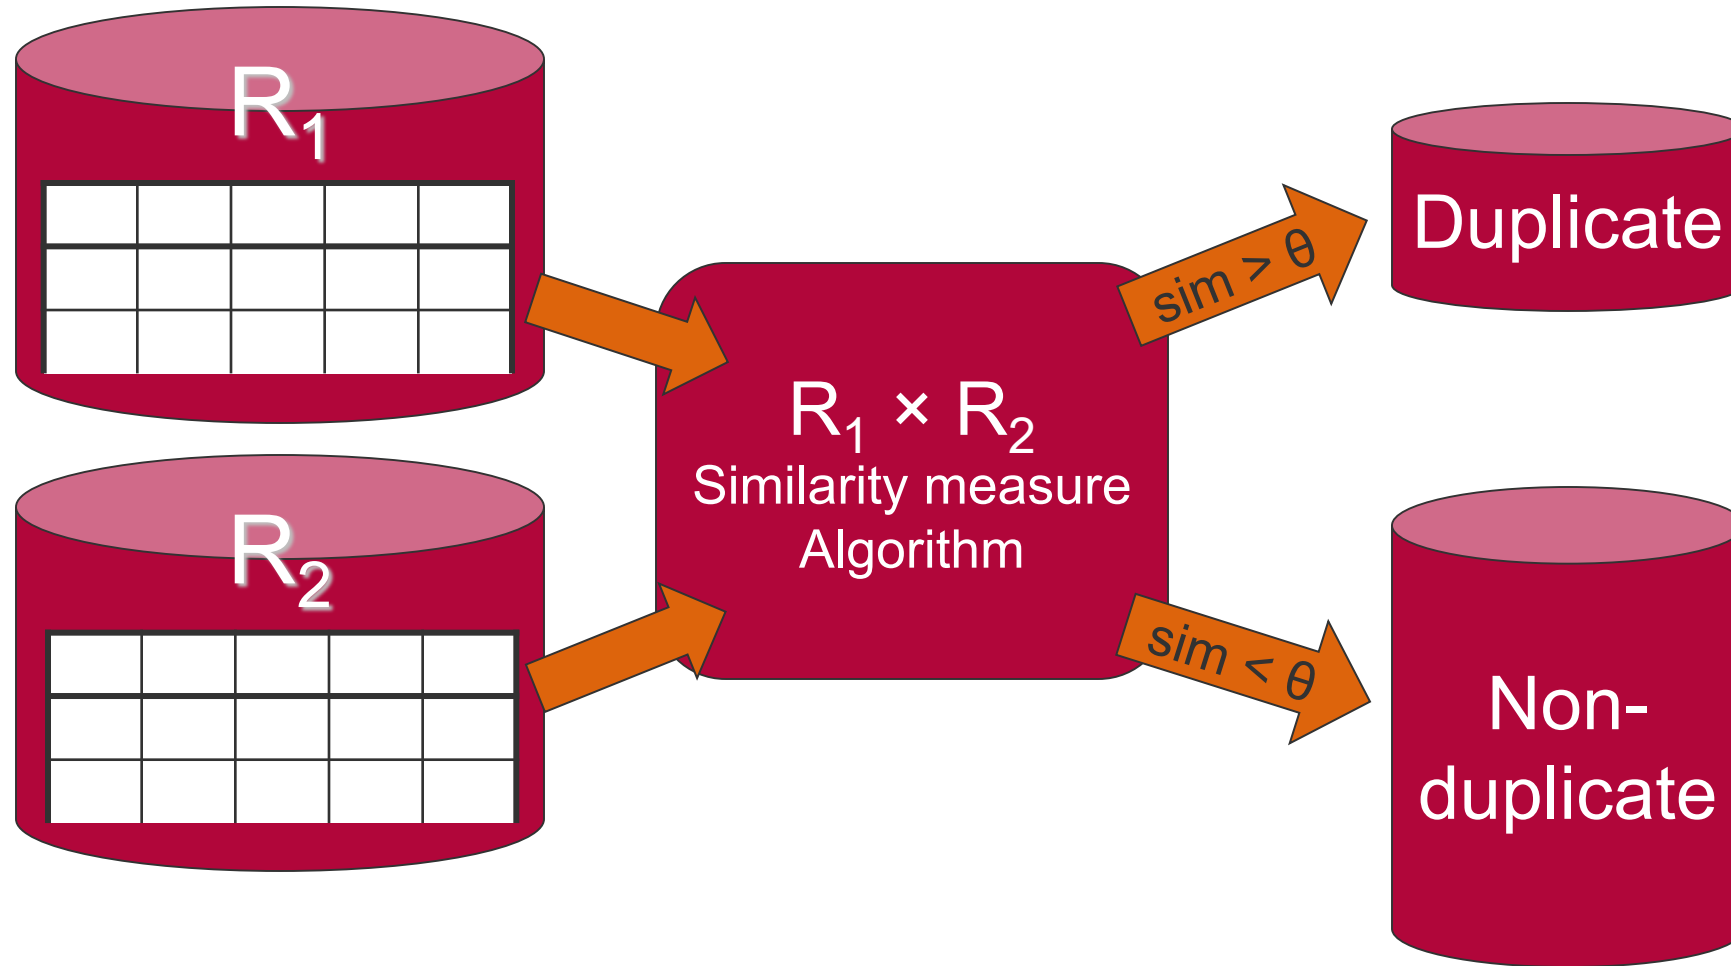 R₁
R₂
R₁ × R₂
Similarity measure
Algorithm
sim > θ
sim < θ
Duplicate
Non-
duplicate